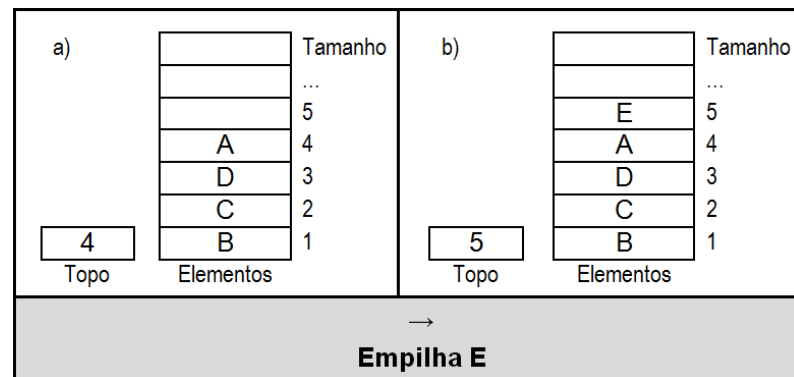 a)
Tamanho
...
5
A 4
D 3
C 2
4 B 1
Topo Elementos
b)
Tamanho
...
E 5
A 4
D 3
C 2
5 B 1
Topo Elementos
→
Empilha E